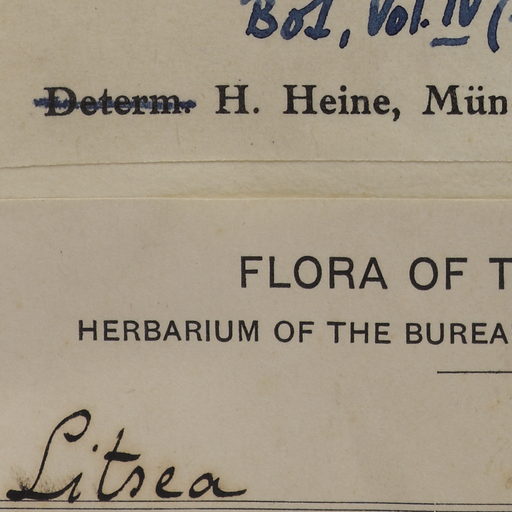 Bot, Vol. IV (
Determ. H. Heine, Mün
FLORA OF T
HERBARIUM OF THE BUREA
Litsea